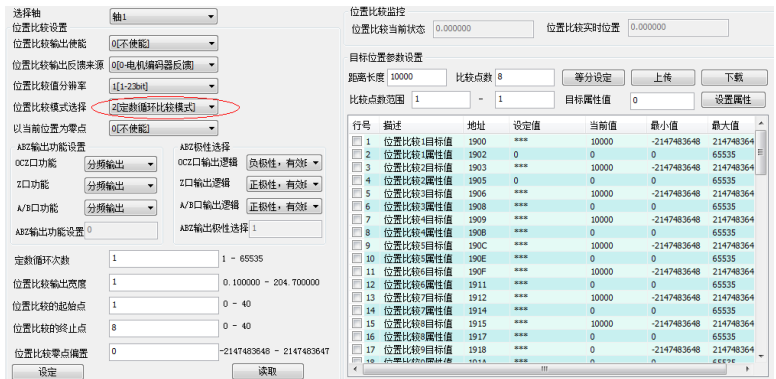 选择轴 轴1
位置比较设置
位置比较输出使能 0[不使能]
位置比较输出反馈来源 0[0-电机编码器反馈]
位置比较值分辨率 1[1-23bit]
位置比较模式选择 2[定数循环比较模式]
以当前位置为零点 0[不使能]
ABZ输出功能设置
OCZ口功能 分频输出
Z口功能 分频输出
A/B口功能 分频输出
ABZ输出功能设置 0
ABZ极性选择
OCZ口输出逻辑 负极性，有效
Z口输出逻辑 正极性，有效
A/B口输出逻辑 正极性，有效
ABZ输出极性选择 1
定数循环次数 1 1 - 65535
位置比较输出宽度 1 0.100000 - 204.700000
位置比较的起始点 1 0 - 40
位置比较的终止点 8 0 - 40
位置比较零点偏置 0 -2147483648 - 2147483647
设定 读取
位置比较监控
位置比较当前状态 0.000000 位置比较实时位置 0.000000
目标位置参数设置
距离长度 10000 比较点数 8 等分设定 上传 下载
比较点数范围 1 - 1 目标属性值 0 设置属性
行号 描述 地址 设定值 当前值 最小值 最大值
1 位置比较1目标值 1900 *** 10000 -2147483648 214748364
2 位置比较1属性值 1902 0 0 0 65535
3 位置比较2目标值 1903 *** 10000 -2147483648 214748364
4 位置比较2属性值 1905 0 0 0 65535
5 位置比较3目标值 1906 *** 10000 -2147483648 214748364
6 位置比较3属性值 1908 *** 0 0 65535
7 位置比较4目标值 1909 *** 10000 -2147483648 214748364
8 位置比较4属性值 190B *** 0 0 65535
9 位置比较5目标值 190C *** 10000 -2147483648 214748364
10 位置比较5属性值 190E *** 0 0 65535
11 位置比较6目标值 190F *** 10000 -2147483648 214748364
12 位置比较6属性值 1911 *** 0 0 65535
13 位置比较7目标值 1912 *** 10000 -2147483648 214748364
14 位置比较7属性值 1914 *** 0 0 65535
15 位置比较8目标值 1915 *** 10000 -2147483648 214748364
16 位置比较8属性值 1917 *** 0 0 65535
17 位置比较9目标值 1918 *** 0 -2147483648 214748364
18 位置比较9属性值 191A *** 0 0 65535